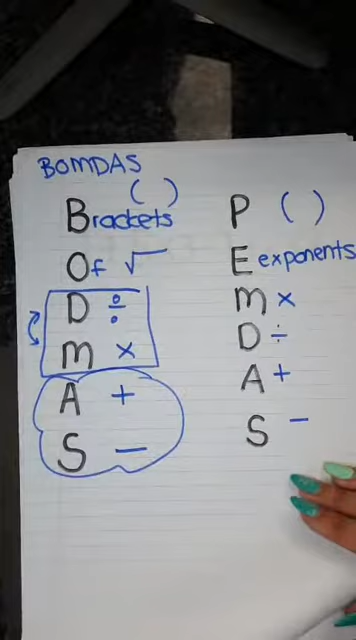 BOMDAS
Brackets ( )
Of √
D ÷
M ×
A +
S −
P ( )
E exponents
M ×
D ÷
A +
S −